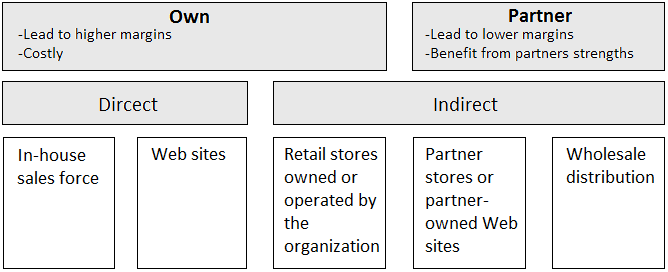 Own
-Lead to higher margins
-Costly
Partner
-Lead to lower margins
-Benefit from partners strengths
Dircect
Indirect
In-house
sales force
Web sites
Retail stores
owned or
operated by
the
organization
Partner
stores or
partner-
owned Web
sites
Wholesale
distribution